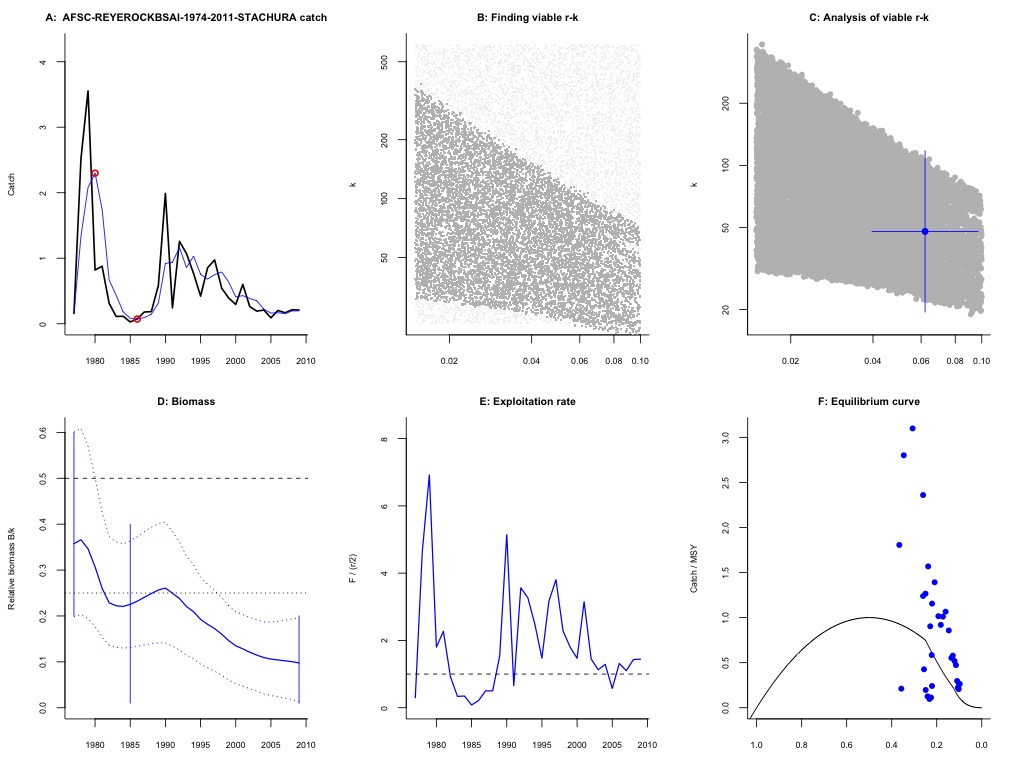 A: AFSC-REYEROCKBSAI-1974-2011-STACHURA catch
Catch
0 1 2 3 4
1980 1985 1990 1995 2000 2005 2010
B: Finding viable r-k
k
50 100 200 500
0.02 0.04 0.06 0.08 0.10
C: Analysis of viable r-k
k
20 50 100 200
0.02 0.04 0.06 0.08 0.10
D: Biomass
Relative biomass B/k
0.0 0.1 0.2 0.3 0.4 0.5 0.6
1980 1985 1990 1995 2000 2005 2010
E: Exploitation rate
F / (r/2)
0 2 4 6 8
1980 1985 1990 1995 2000 2005 2010
F: Equilibrium curve
Catch / MSY
0.0 0.5 1.0 1.5 2.0 2.5 3.0
1.0 0.8 0.6 0.4 0.2 0.0